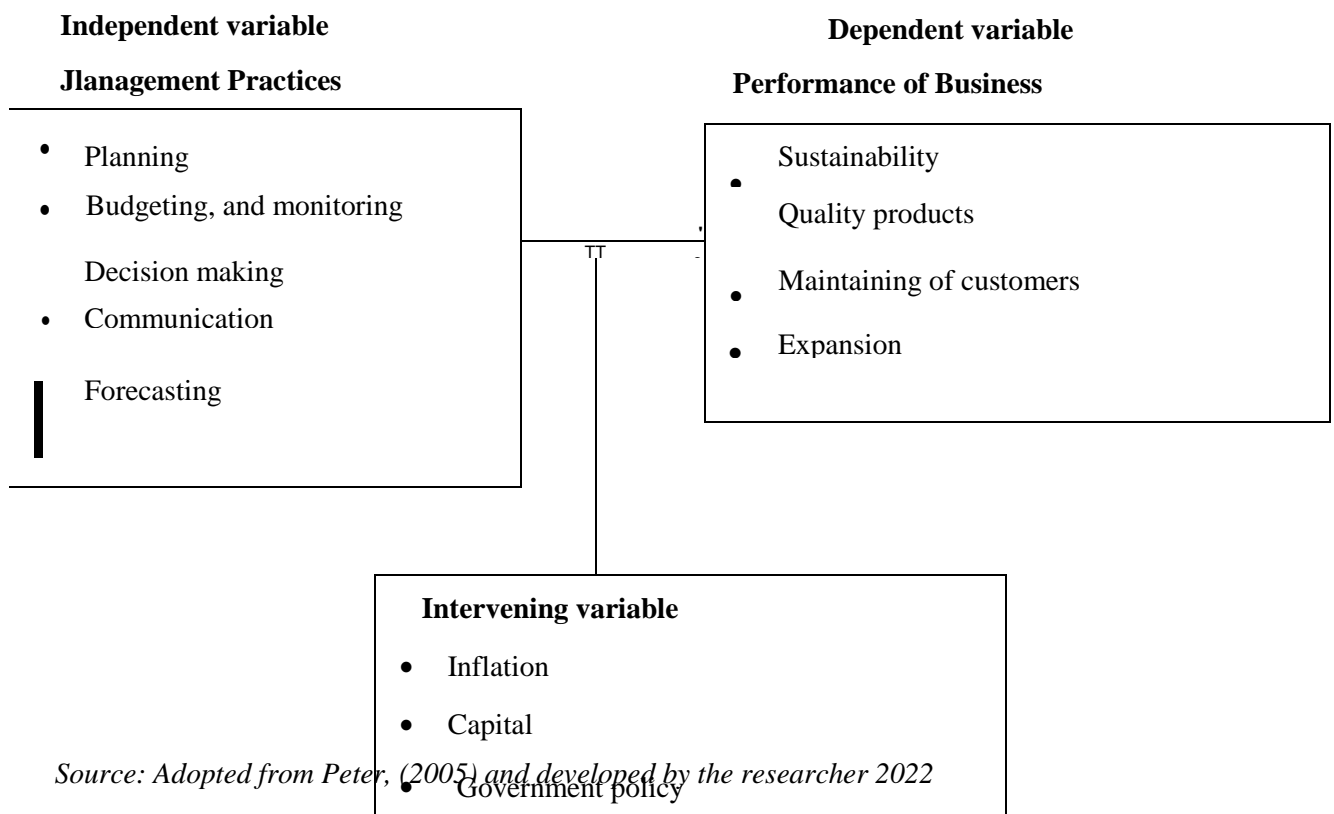 Independent variable
Jlanagement Practices
• Planning
• Budgeting, and monitoring
Decision making
• Communication
Forecasting
Dependent variable
Performance of Business
Sustainability
•
Quality products
• Maintaining of customers
• Expansion
TT
Intervening variable
• Inflation
• Capital
• Government policy
Source: Adopted from Peter, (2005) and developed by the researcher 2022